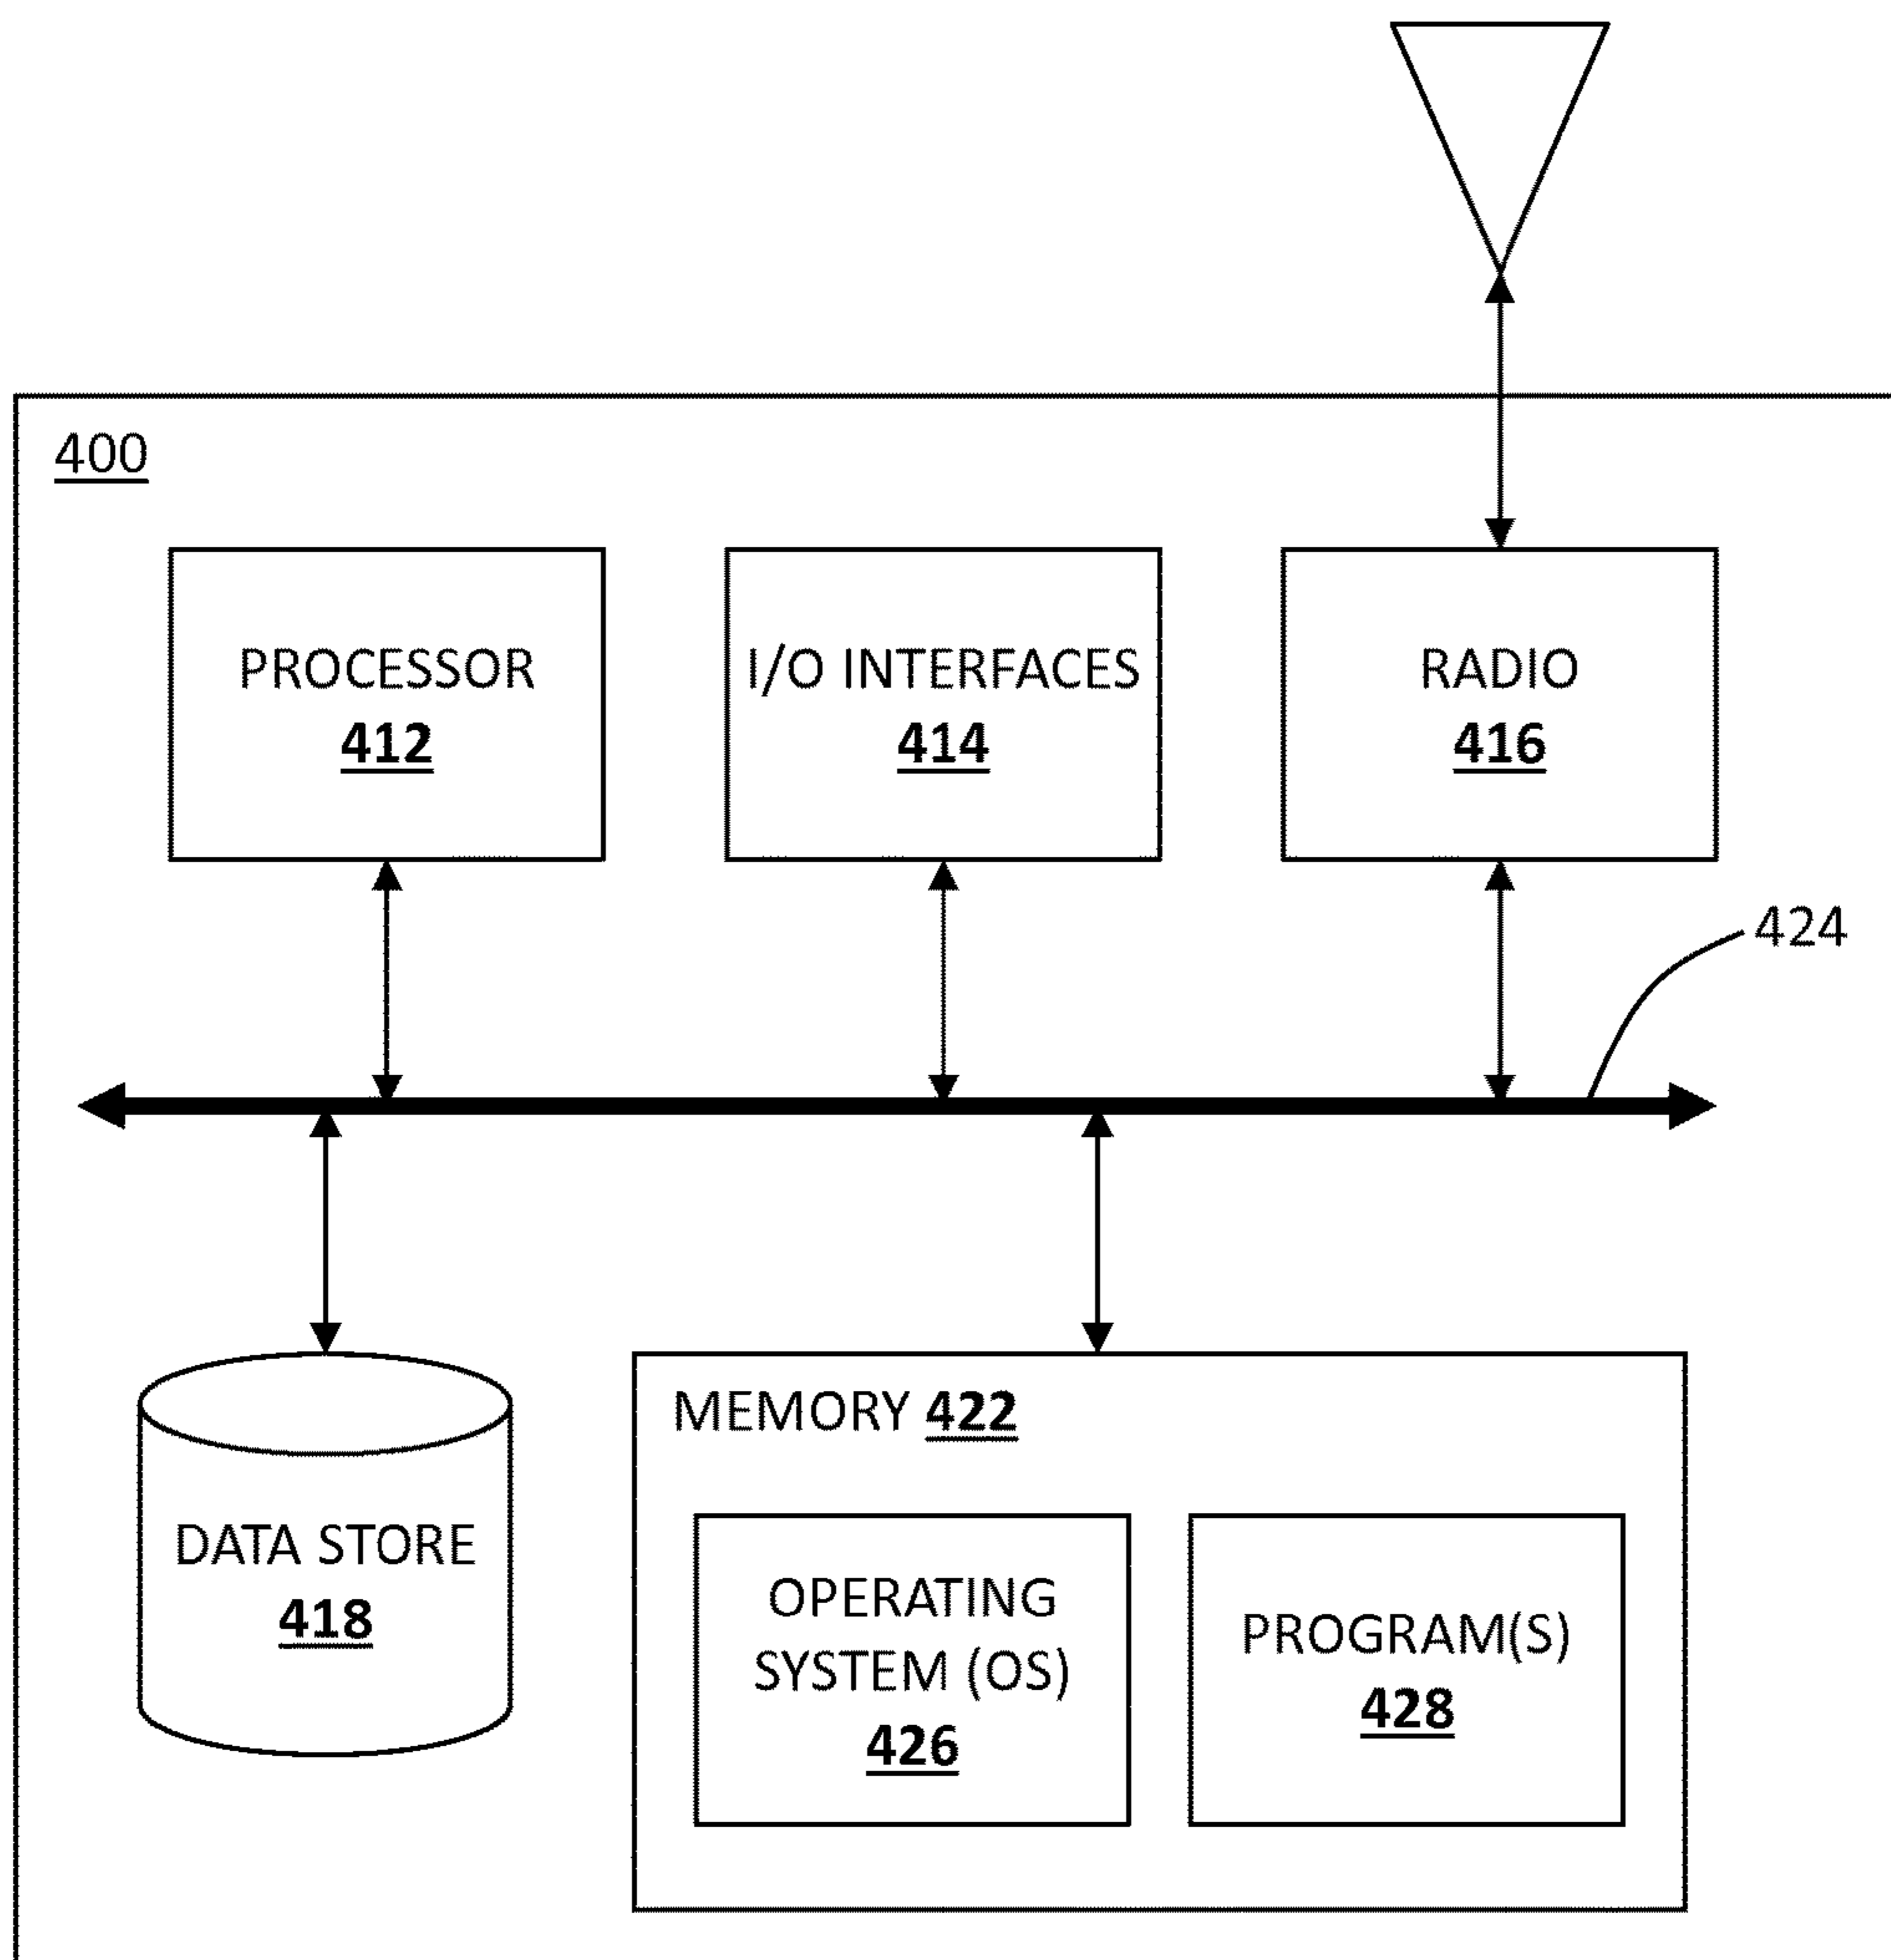 400
PROCESSOR
412
I/O INTERFACES
414
RADIO
416
424
DATA STORE
418
MEMORY 422
OPERATING
SYSTEM (OS)
426
PROGRAM(S)
428